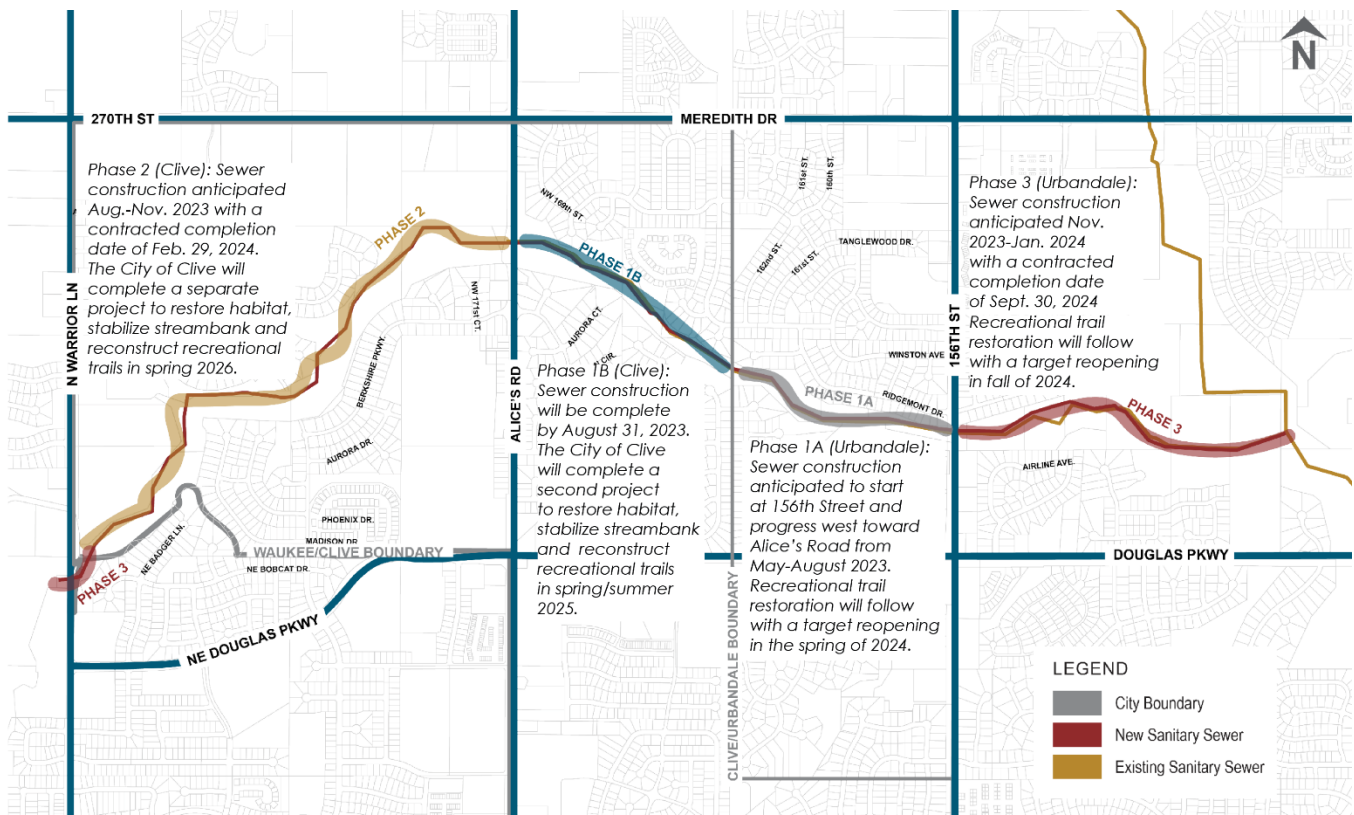 N
270TH ST
MEREDITH DR
Phase 2 (Clive): Sewer
construction anticipated
Aug.-Nov. 2023 with a
contracted completion
date of Feb. 29, 2024.
The City of Clive will
complete a separate
project to restore habitat,
stabilize streambank and
reconstruct recreational
trails in spring 2026.
N WARRIOR LN
PHASE 2
NW 171st CT.
BERKSHIRE PKWY.
AURORA DR.
PHOENIX DR.
MADISON DR
WAUKEE/CLIVE BOUNDARY
NE BADGER LN.
NE BOBCAT DR.
PHASE 3
NE DOUGLAS PKWY
ALICE'S RD
NW 169th ST.
PHASE 1B
AURORA CT.
CIR.
Phase 1B (Clive):
Sewer construction
will be complete
by August 31, 2023.
The City of Clive
will complete a
second project
to restore habitat,
stabilize streambank
and reconstruct
recreational trails
in spring/summer
2025.
161st ST.
160th ST.
162nd ST.
161st ST.
TANGLEWOOD DR.
WINSTON AVE
RIDGEMONT DR.
PHASE 1A
Phase 1A (Urbandale):
Sewer construction
anticipated to start
at 156th Street and
progress west toward
Alice's Road from
May-August 2023.
Recreational trail
restoration will follow
with a target reopening
in the spring of 2024.
CLIVE/URBANDALE BOUNDARY
156TH ST
Phase 3 (Urbandale):
Sewer construction
anticipated Nov.
2023-Jan. 2024
with a contracted
completion date
of Sept. 30, 2024
Recreational trail
restoration will follow
with a target reopening
in fall of 2024.
PHASE 3
AIRLINE AVE.
DOUGLAS PKWY
LEGEND
City Boundary
New Sanitary Sewer
Existing Sanitary Sewer